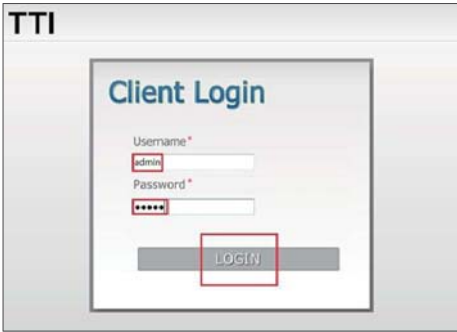 TTI
Client Login
Username*
admin
Password*
•••••
LOGIN